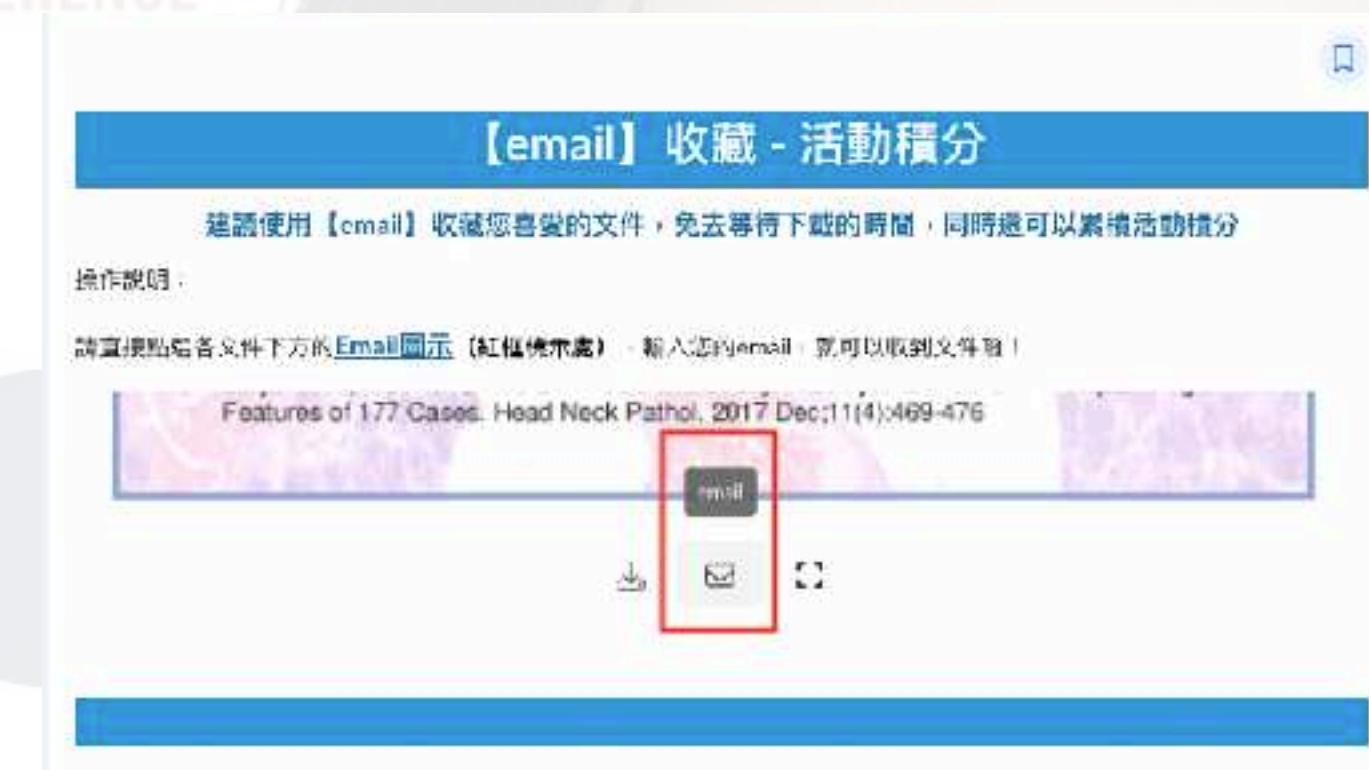 【email】收藏 - 活動積分
建議使用【email】收藏您喜愛的文件，免去等待下載的時間，同時還可以累積活動積分
操作說明：
請直接點選各文件下方的Email圖示（紅框標示處），輸入您的email，就可以收到文件
Features of 177 Cases. Head Neck Pathol. 2017 Dec;11(4):469-476
email